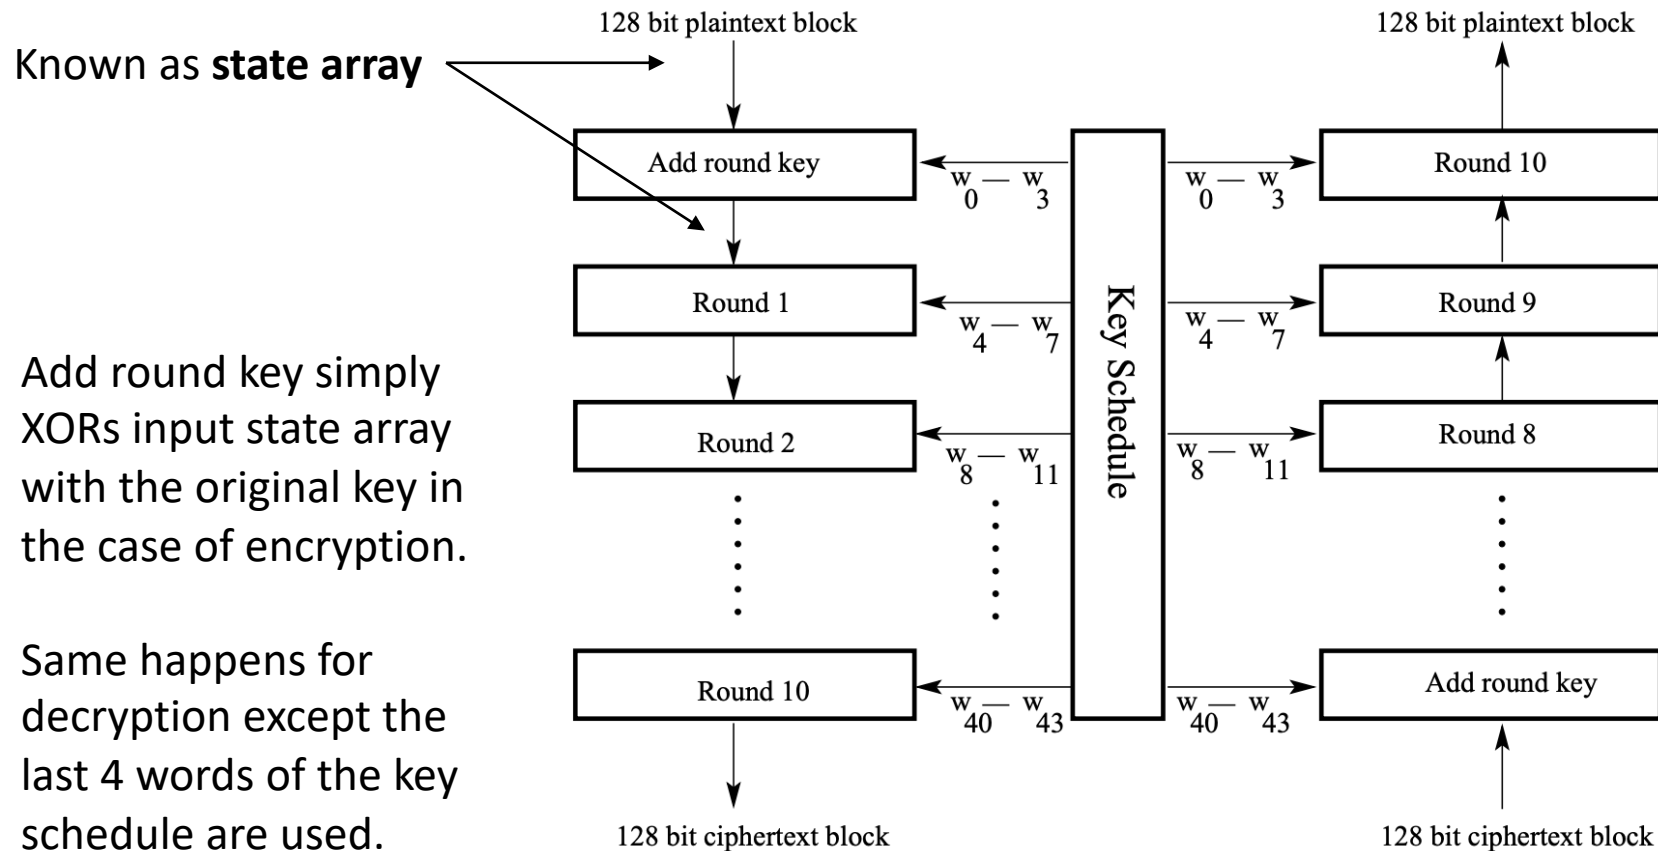 128 bit plaintext block
128 bit plaintext block
Known as state array
Add round key
w0 — w3
w0 — w3
Round 10
Round 1
w4 — w7
w4 — w7
Round 9
Key Schedule
Add round key simply
XORs input state array
with the original key in
the case of encryption.
Round 2
w8 — w11
w8 — w11
Round 8
Same happens for
decryption except the
last 4 words of the key
schedule are used.
Round 10
w40 — w43
w40 — w43
Add round key
128 bit ciphertext block
128 bit ciphertext block